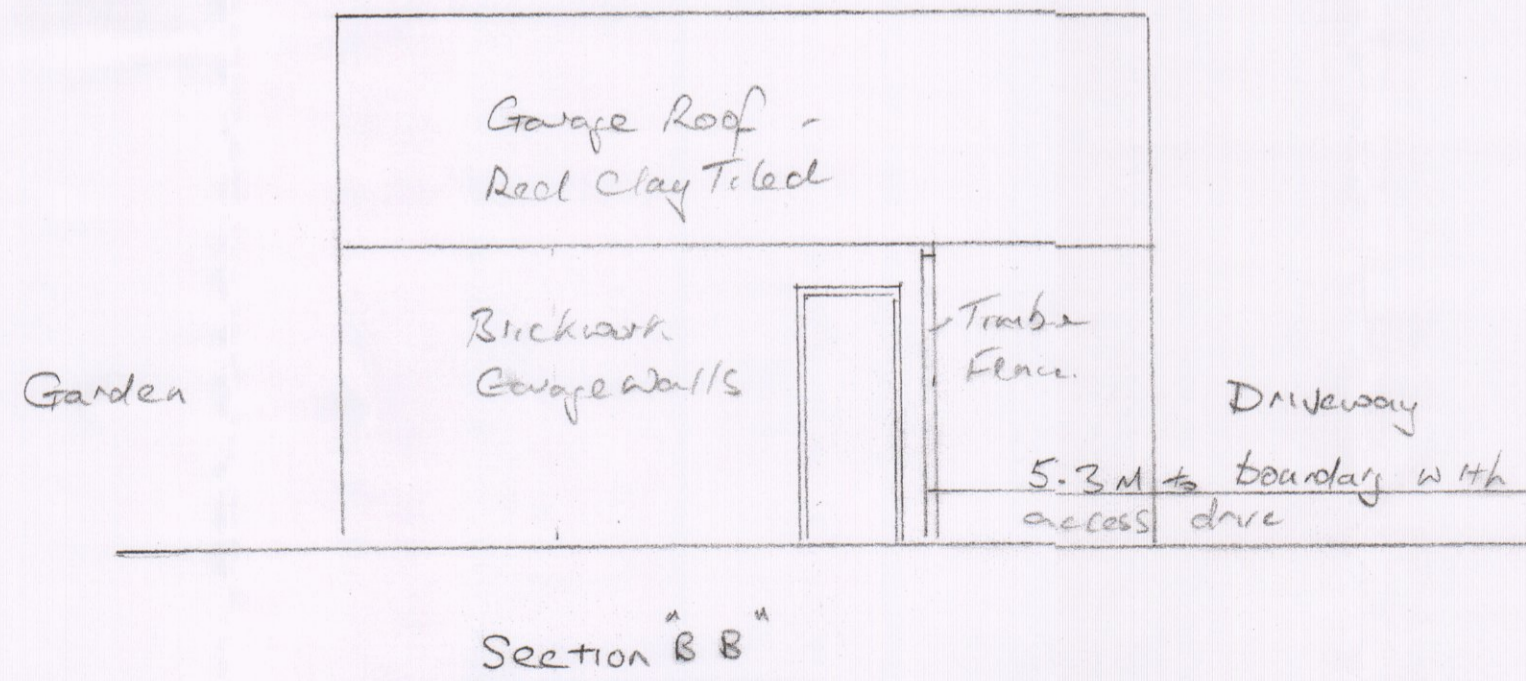 Garage Roof -
Red Clay Tiled
Brickwork
Garage Walls
Timber
Fence.
Garden
Driveway
5.3M to boundary with
access drive
Section "B B"